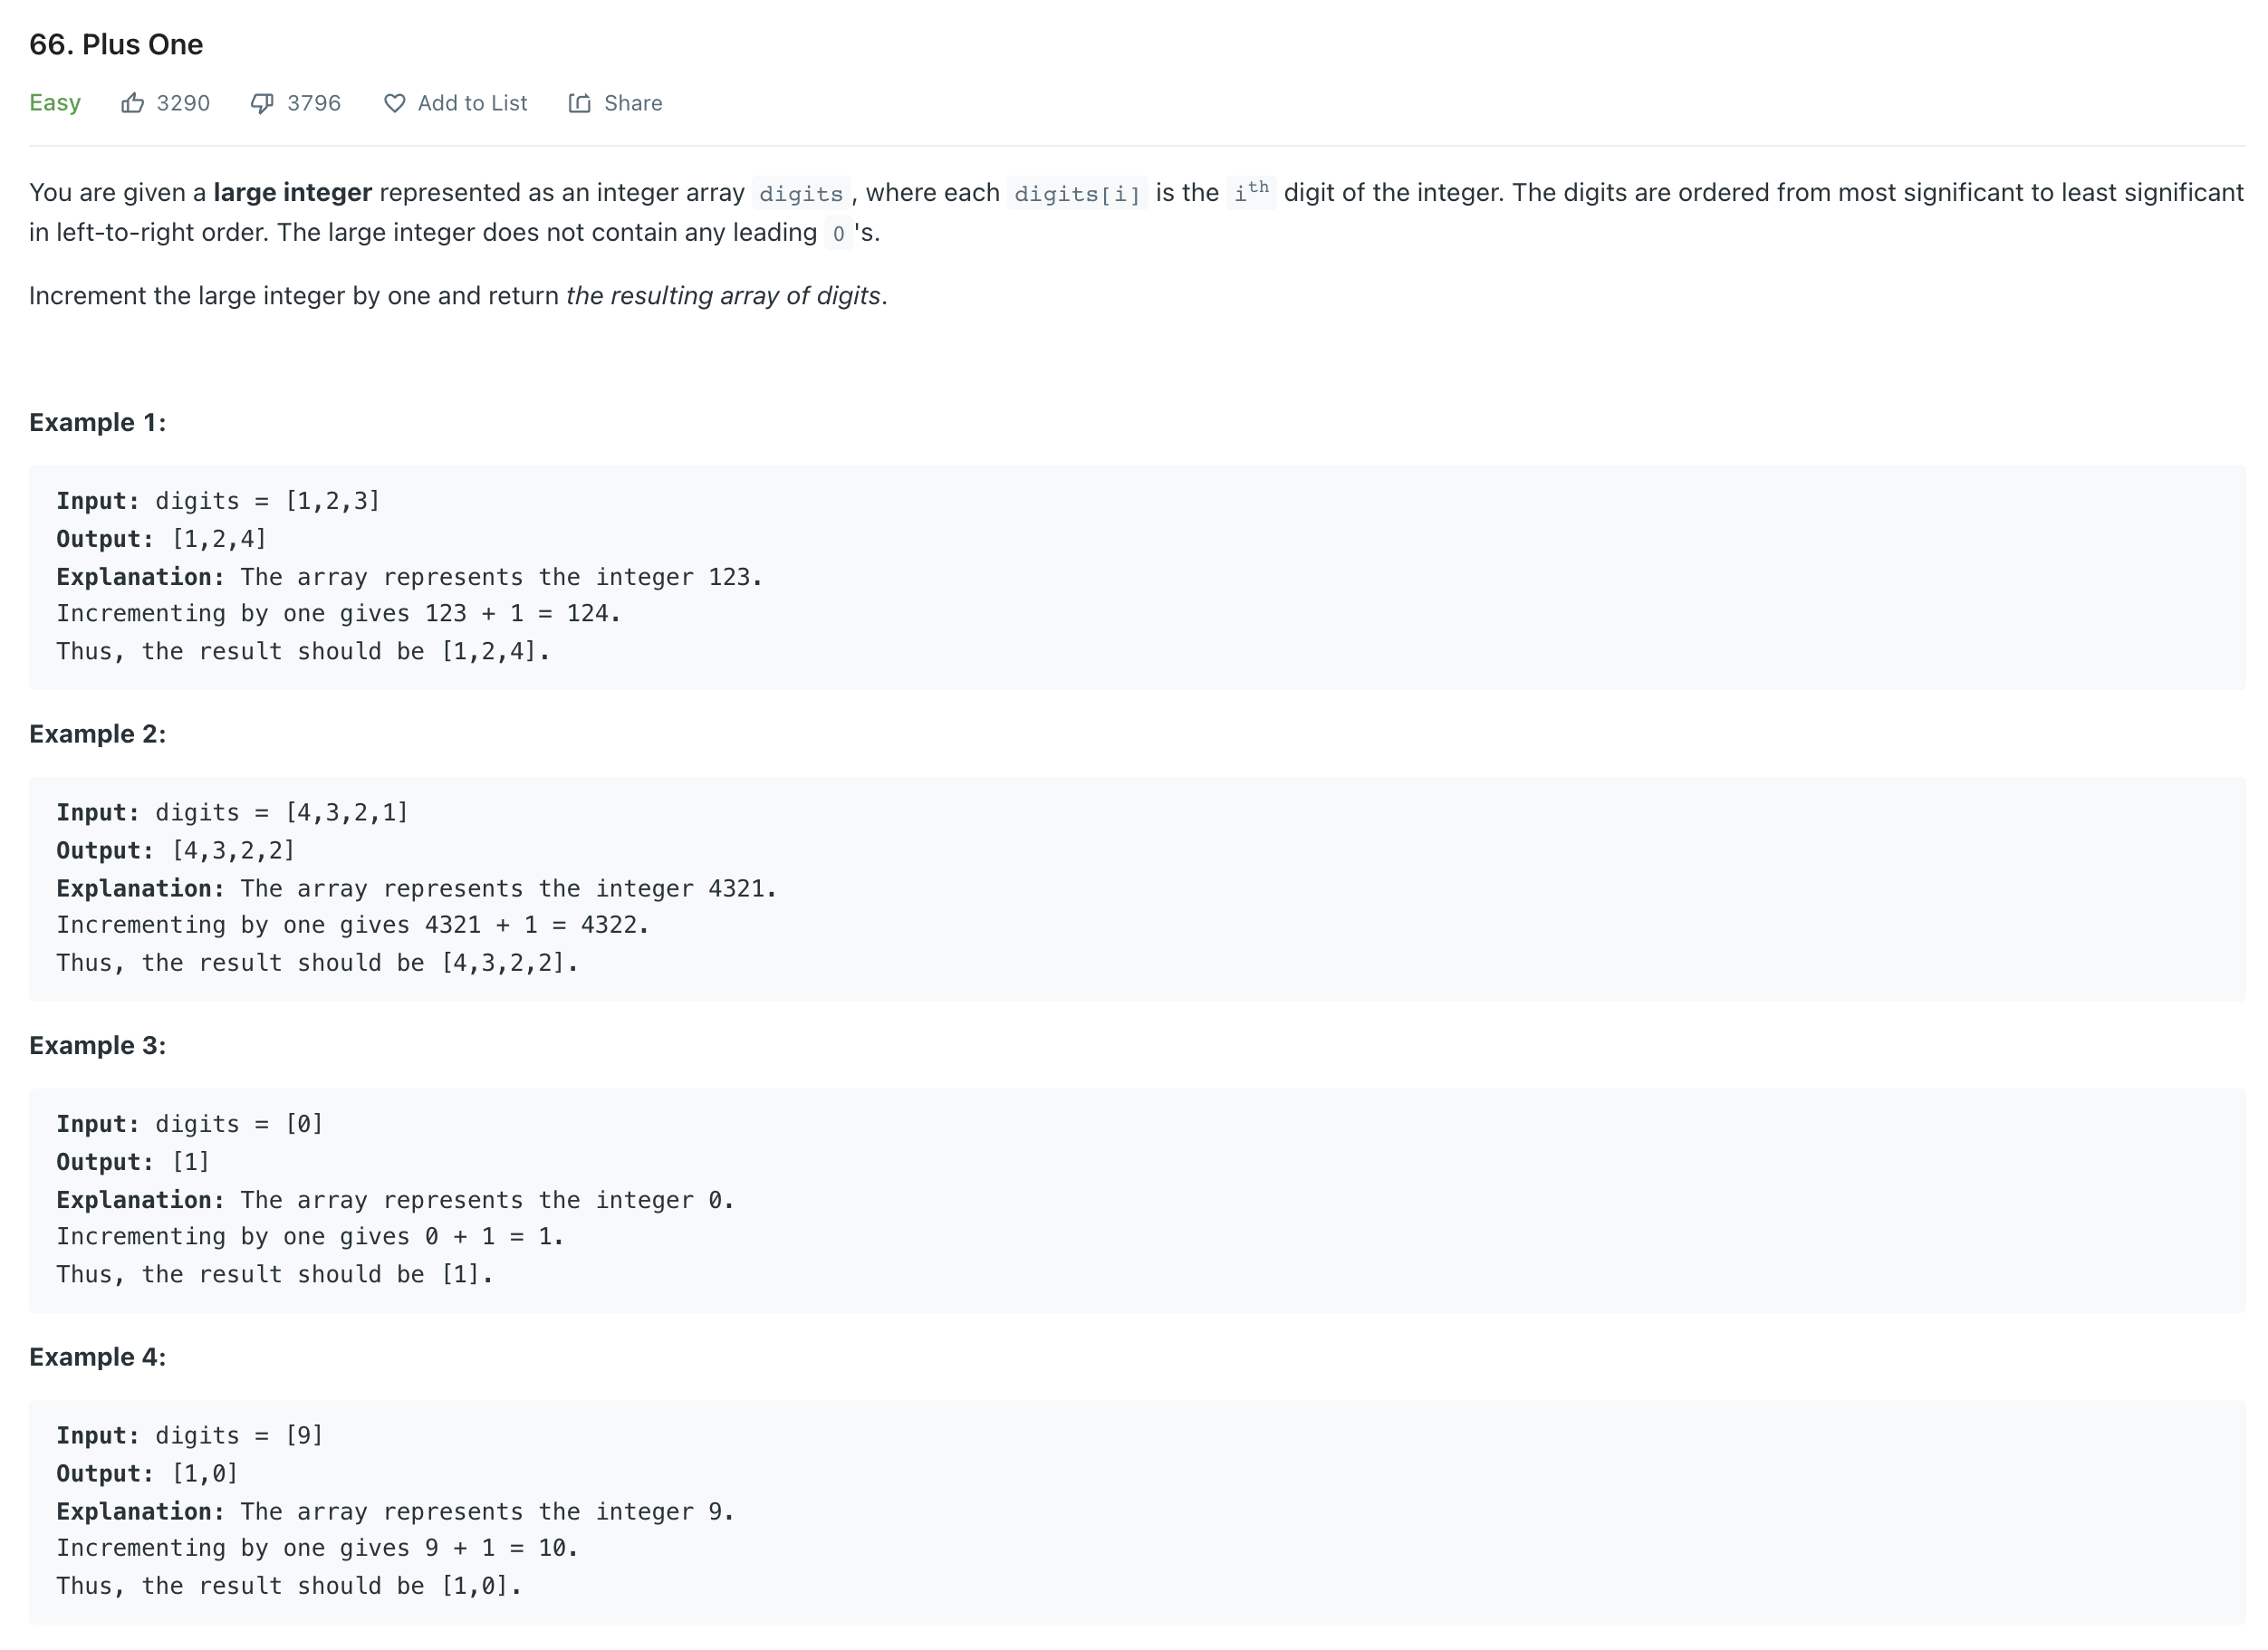 66. Plus One
Easy 3290 3796 Add to List Share
You are given a large integer represented as an integer array digits, where each digits[i] is the ith digit of the integer. The digits are ordered from most significant to least significant
in left-to-right order. The large integer does not contain any leading 0's.
Increment the large integer by one and return the resulting array of digits.
Example 1:
Input: digits = [1,2,3]
Output: [1,2,4]
Explanation: The array represents the integer 123.
Incrementing by one gives 123 + 1 = 124.
Thus, the result should be [1,2,4].
Example 2:
Input: digits = [4,3,2,1]
Output: [4,3,2,2]
Explanation: The array represents the integer 4321.
Incrementing by one gives 4321 + 1 = 4322.
Thus, the result should be [4,3,2,2].
Example 3:
Input: digits = [0]
Output: [1]
Explanation: The array represents the integer 0.
Incrementing by one gives 0 + 1 = 1.
Thus, the result should be [1].
Example 4:
Input: digits = [9]
Output: [1,0]
Explanation: The array represents the integer 9.
Incrementing by one gives 9 + 1 = 10.
Thus, the result should be [1,0].